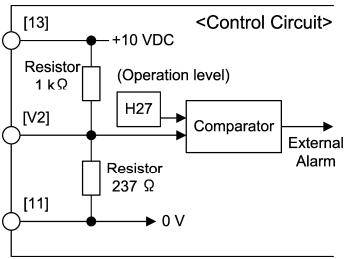 [13]
<Control Circuit>
+10 VDC
Resistor
1 kΩ
(Operation level)
H27
[V2]
Comparator
External
Alarm
Resistor
237 Ω
[11]
0 V